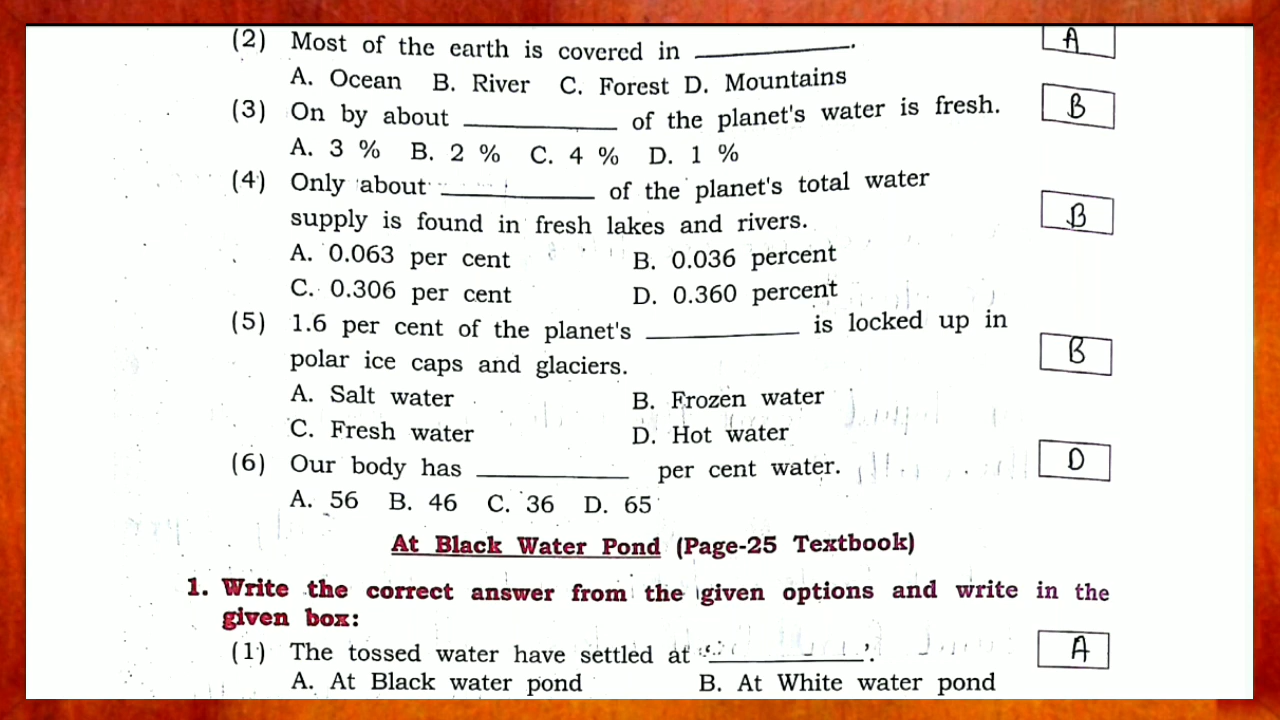 (2) Most of the earth is covered in __________. A
A. Ocean B. River C. Forest D. Mountains
(3) On by about __________ of the planet's water is fresh. B
A. 3 % B. 2 % C. 4 % D. 1 %
(4) Only about __________ of the planet's total water
supply is found in fresh lakes and rivers. B
A. 0.063 per cent B. 0.036 percent
C. 0.306 per cent D. 0.360 percent
(5) 1.6 per cent of the planet's __________ is locked up in
polar ice caps and glaciers. B
A. Salt water B. Frozen water
C. Fresh water D. Hot water
(6) Our body has __________ per cent water. D
A. 56 B. 46 C. 36 D. 65
At Black Water Pond (Page-25 Textbook)
1. Write the correct answer from the given options and write in the
given box:
(1) The tossed water have settled at __________. A
A. At Black water pond B. At White water pond